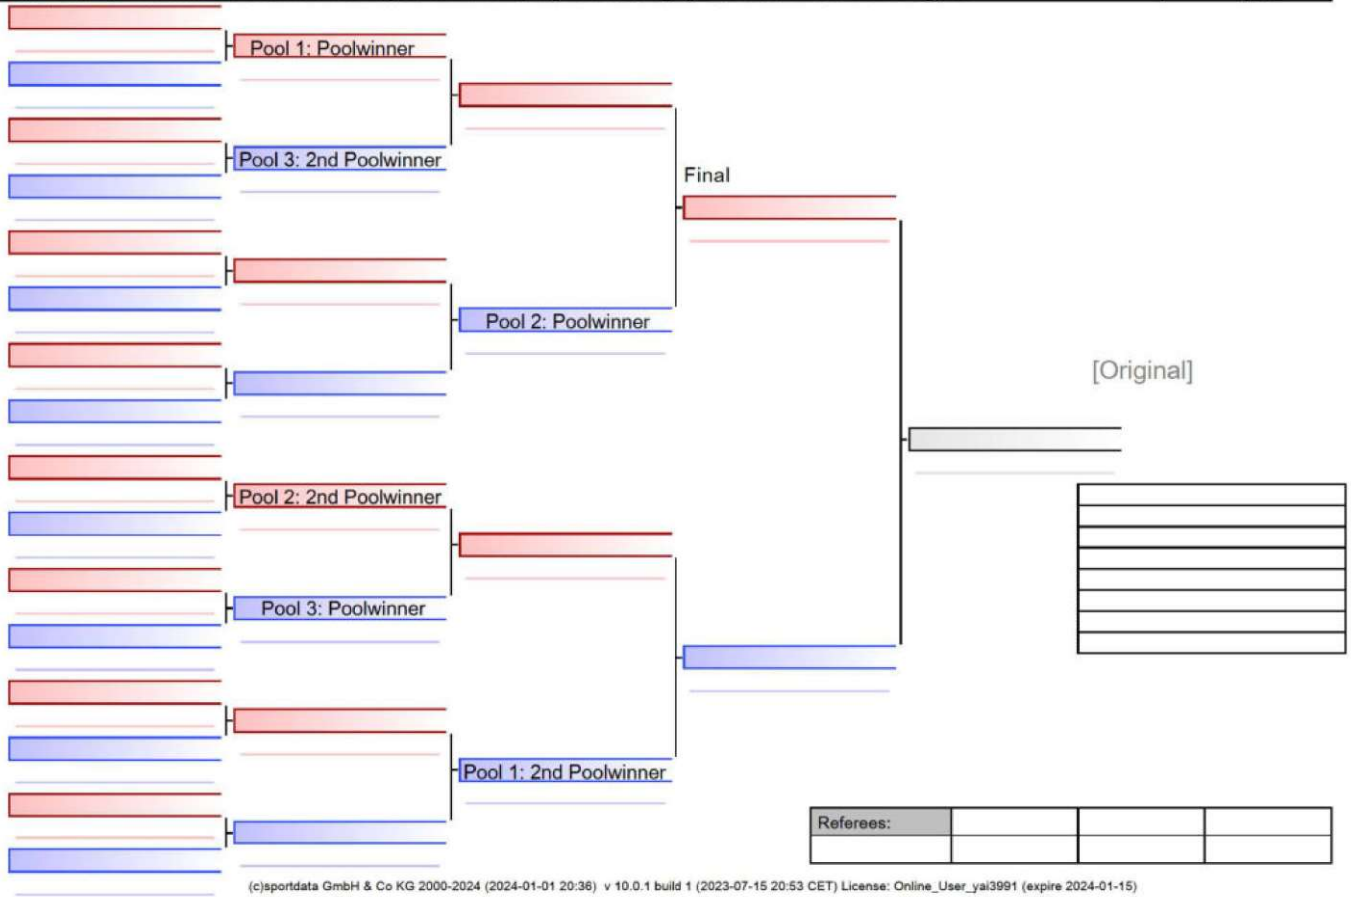 Pool 1: Poolwinner
Pool 3: 2nd Poolwinner
Final
Pool 2: Poolwinner
[Original]
Pool 2: 2nd Poolwinner
Pool 3: Poolwinner
Pool 1: 2nd Poolwinner
Referees:
(c)sportdata GmbH & Co KG 2000-2024 (2024-01-01 20:36) v 10.0.1 build 1 (2023-07-15 20:53 CET) License: Online_User_yai3991 (expire 2024-01-15)